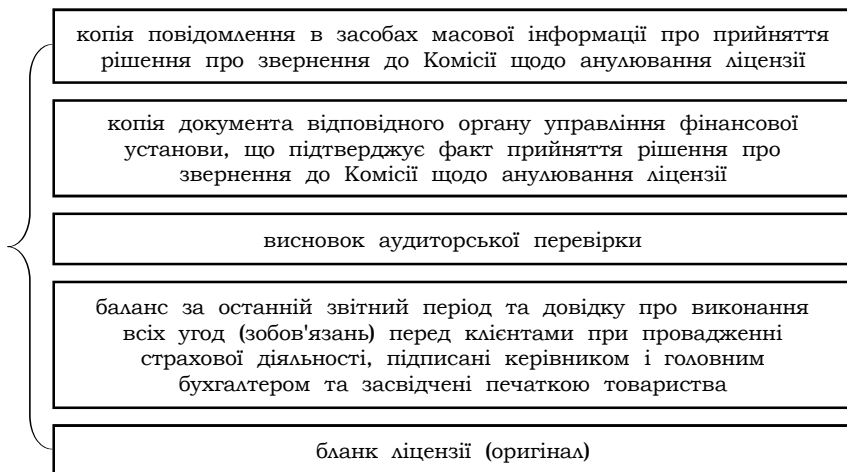 копія повідомлення в засобах масової інформації про прийняття
рішення про звернення до Комісії щодо анулювання ліцензії
копія документа відповідного органу управління фінансової
установи, що підтверджує факт прийняття рішення про
звернення до Комісії щодо анулювання ліцензії
висновок аудиторської перевірки
баланс за останній звітний період та довідку про виконання
всіх угод (зобов'язань) перед клієнтами при провадженні
страхової діяльності, підписані керівником і головним
бухгалтером та засвідчені печаткою товариства
бланк ліцензії (оригінал)